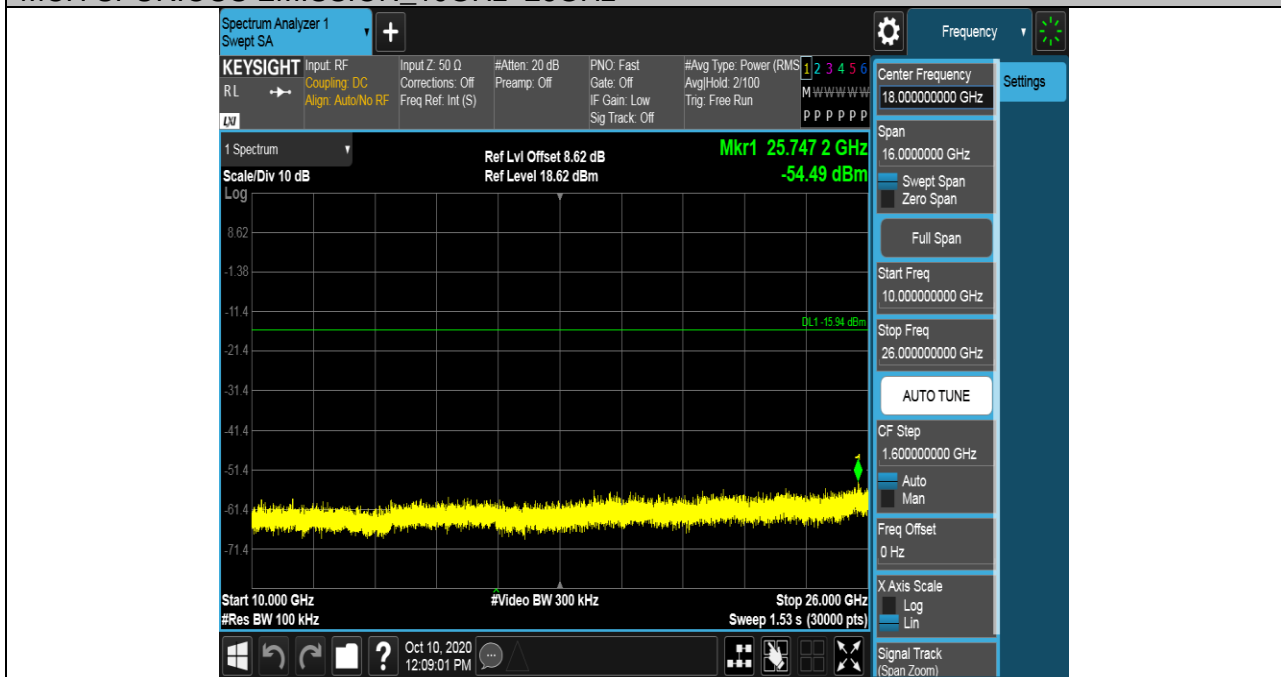 Spectrum Analyzer 1
Swept SA
+
Frequency
KEYSIGHT
RL
LXI
Input: RF
Coupling: DC
Align: Auto/No RF
Input Z: 50 Ω
Corrections: Off
Freq Ref: Int (S)
#Atten: 20 dB
Preamp: Off
PNO: Fast
Gate: Off
IF Gain: Low
Sig Track: Off
#Avg Type: Power (RMS
Avg|Hold: 2/100
Trig: Free Run
1 2 3 4 5 6
M W W W W W
P P P P P P
1 Spectrum
Scale/Div 10 dB
Log
Ref Lvl Offset 8.62 dB
Ref Level 18.62 dBm
Mkr1 25.747 2 GHz
-54.49 dBm
8.62
-1.38
-11.4
DL1 -15.94 dBm
-21.4
-31.4
-41.4
-51.4
1
-61.4
-71.4
Start 10.000 GHz
#Res BW 100 kHz
#Video BW 300 kHz
Stop 26.000 GHz
Sweep 1.53 s (30000 pts)
?
Oct 10, 2020
12:09:01 PM
Center Frequency
18.000000000 GHz
Settings
Span
16.0000000 GHz
Swept Span
Zero Span
Full Span
Start Freq
10.000000000 GHz
Stop Freq
26.000000000 GHz
AUTO TUNE
CF Step
1.600000000 GHz
Auto
Man
Freq Offset
0 Hz
X Axis Scale
Log
Lin
Signal Track
(Span Zoom)